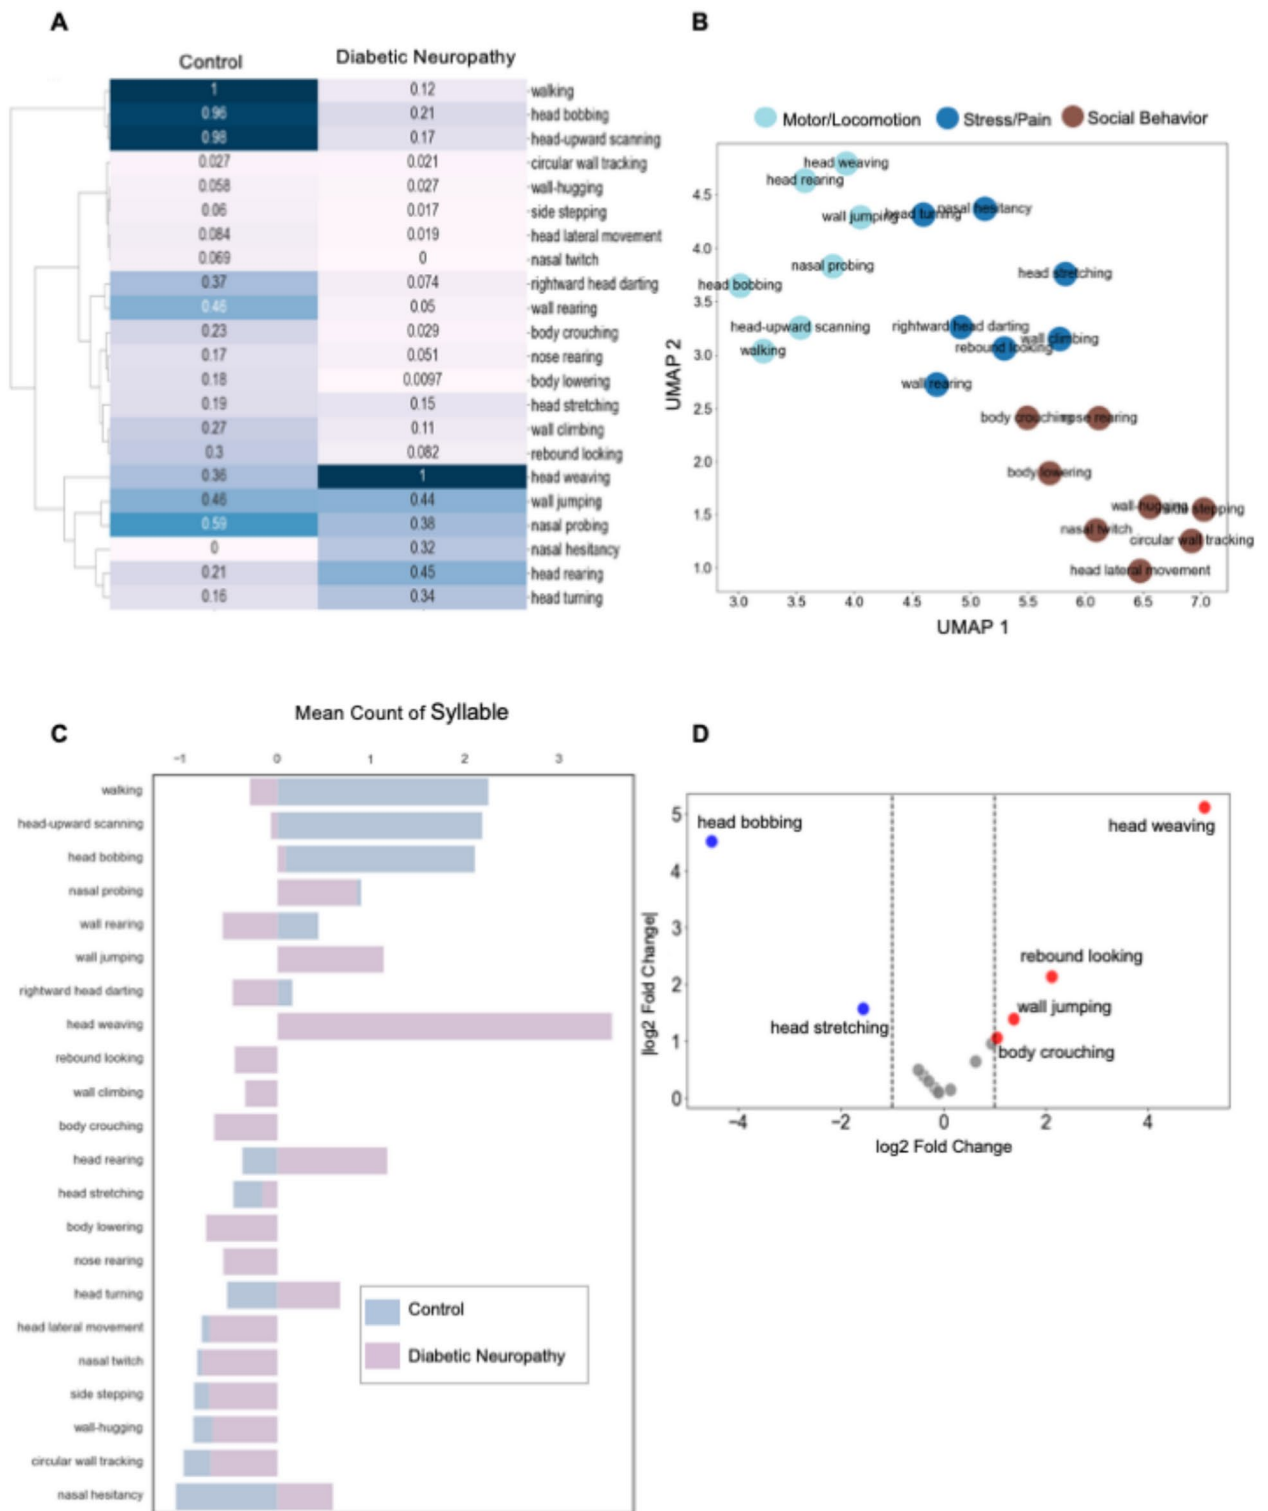 A
Control Diabetic Neuropathy
1 0.12 walking
0.96 0.21 head bobbing
0.98 0.17 head-upward scanning
0.027 0.021 circular wall tracking
0.058 0.027 wall-hugging
0.06 0.017 side stepping
0.084 0.019 head lateral movement
0.069 0 nasal twitch
0.37 0.074 rightward head darting
0.46 0.05 wall rearing
0.23 0.029 body crouching
0.17 0.051 nose rearing
0.18 0.0097 body lowering
0.19 0.15 head stretching
0.27 0.11 wall climbing
0.3 0.082 rebound looking
0.36 1 head weaving
0.46 0.44 wall jumping
0.59 0.38 nasal probing
0 0.32 nasal hesitancy
0.21 0.45 head rearing
0.16 0.34 head turning
B
Motor/Locomotion Stress/Pain Social Behavior
head weaving
head rearing
wall jumping head turning nasal hesitancy
nasal probing
head stretching
head bobbing
head-upward scanning rightward head darting
wall climbing
walking rebound looking
wall rearing
body crouching nose rearing
body lowering
wall-hugging side stepping
nasal twitch
circular wall tracking
head lateral movement
4.5
4.0
3.5
3.0
2.5
2.0
1.5
1.0
UMAP 2
3.0 3.5 4.0 4.5 5.0 5.5 6.0 6.5 7.0
UMAP 1
C
Mean Count of Syllable
−1 0 1 2 3
walking
head-upward scanning
head bobbing
nasal probing
wall rearing
wall jumping
rightward head darting
head weaving
rebound looking
wall climbing
body crouching
head rearing
head stretching
body lowering
nose rearing
head turning
head lateral movement
nasal twitch
side stepping
wall-hugging
circular wall tracking
nasal hesitancy
Control
Diabetic Neuropathy
D
head bobbing
head weaving
rebound looking
wall jumping
head stretching
body crouching
5
4
3
2
1
0
|log2 Fold Change|
−4 −2 0 2 4
log2 Fold Change